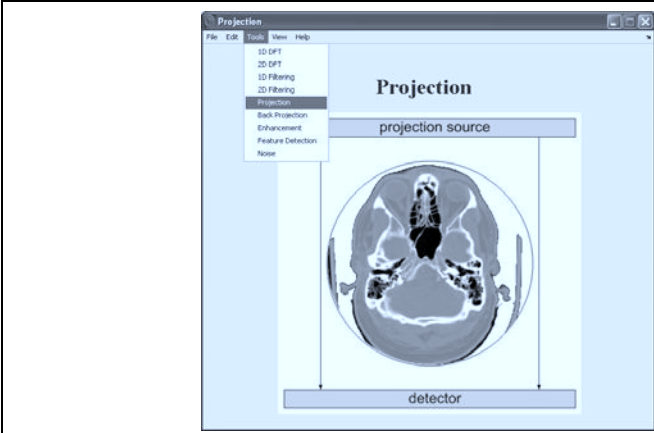 Projection
File Edit Tools View Help
1D DFT
2D DFT
1D Filtering
2D Filtering
Projection
Back Projection
Enhancement
Feature Detection
Noise
Projection
projection source
detector